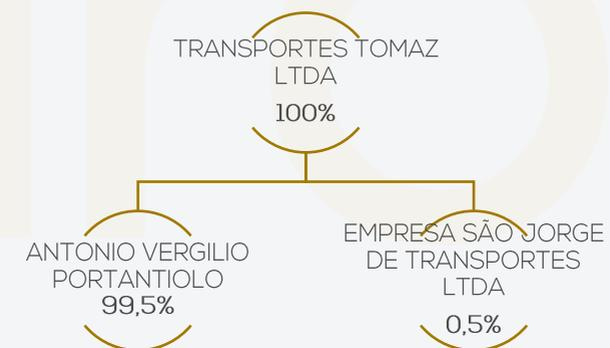 TRANSPORTES TOMAZ
LTDA
100%
ANTONIO VERGILIO
PORTANTIOLO
99,5%
EMPRESA SÃO JORGE
DE TRANSPORTES
LTDA
0,5%